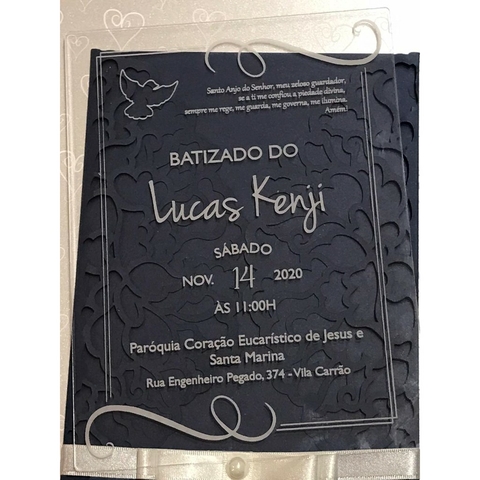 Santo Anjo do Senhor, meu zeloso guardador,
se a ti me confiou a piedade divina,
sempre me rege, me guarda, me governa, me ilumina.
Amém!
BATIZADO DO
Lucas Kenji
SÁBADO
NOV. 14 2020
ÀS 11:00H
Paróquia Coração Eucarístico de Jesus e
Santa Marina
Rua Engenheiro Pegado, 374 - Vila Carrão